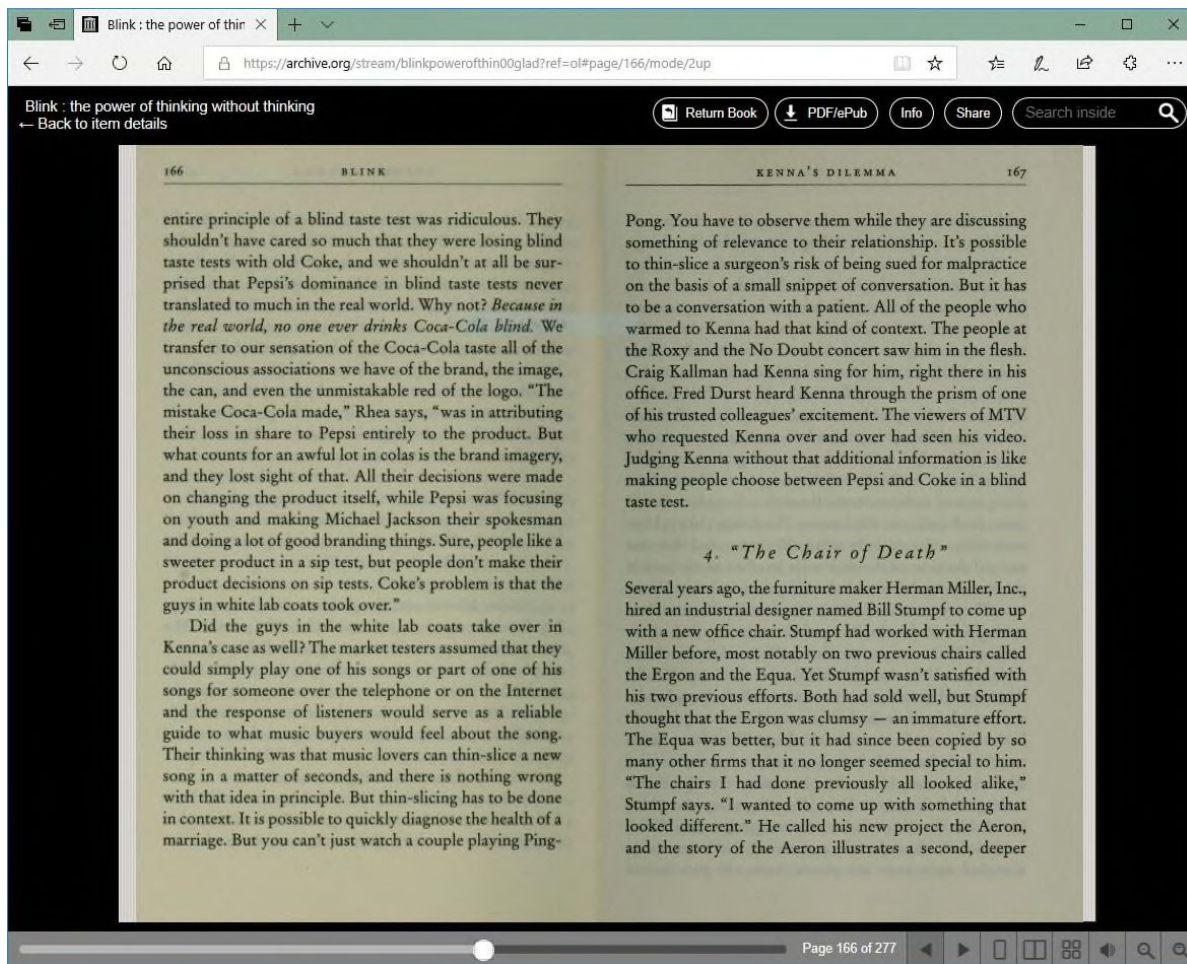 Blink : the power of thin
https://archive.org/stream/blinkpowerofthin00glad?ref=ol#page/166/mode/2up
Blink : the power of thinking without thinking
← Back to item details
Return Book
PDF/ePub
Info
Share
Search inside
166
BLINK
entire principle of a blind taste test was ridiculous. They
shouldn't have cared so much that they were losing blind
taste tests with old Coke, and we shouldn't at all be sur-
prised that Pepsi's dominance in blind taste tests never
translated to much in the real world. Why not? Because in
the real world, no one ever drinks Coca-Cola blind. We
transfer to our sensation of the Coca-Cola taste all of the
unconscious associations we have of the brand, the image,
the can, and even the unmistakable red of the logo. “The
mistake Coca-Cola made,” Rhea says, “was in attributing
their loss in share to Pepsi entirely to the product. But
what counts for an awful lot in colas is the brand imagery,
and they lost sight of that. All their decisions were made
on changing the product itself, while Pepsi was focusing
on youth and making Michael Jackson their spokesman
and doing a lot of good branding things. Sure, people like a
sweeter product in a sip test, but people don't make their
product decisions on sip tests. Coke's problem is that the
guys in white lab coats took over.”
Did the guys in the white lab coats take over in
Kenna's case as well? The market testers assumed that they
could simply play one of his songs or part of one of his
songs for someone over the telephone or on the Internet
and the response of listeners would serve as a reliable
guide to what music buyers would feel about the song.
Their thinking was that music lovers can thin-slice a new
song in a matter of seconds, and there is nothing wrong
with that idea in principle. But thin-slicing has to be done
in context. It is possible to quickly diagnose the health of a
marriage. But you can't just watch a couple playing Ping-
KENNA'S DILEMMA
167
Pong. You have to observe them while they are discussing
something of relevance to their relationship. It's possible
to thin-slice a surgeon's risk of being sued for malpractice
on the basis of a small snippet of conversation. But it has
to be a conversation with a patient. All of the people who
warmed to Kenna had that kind of context. The people at
the Roxy and the No Doubt concert saw him in the flesh.
Craig Kallman had Kenna sing for him, right there in his
office. Fred Durst heard Kenna through the prism of one
of his trusted colleagues' excitement. The viewers of MTV
who requested Kenna over and over had seen his video.
Judging Kenna without that additional information is like
making people choose between Pepsi and Coke in a blind
taste test.
4. “The Chair of Death”
Several years ago, the furniture maker Herman Miller, Inc.,
hired an industrial designer named Bill Stumpf to come up
with a new office chair. Stumpf had worked with Herman
Miller before, most notably on two previous chairs called
the Ergon and the Equa. Yet Stumpf wasn't satisfied with
his two previous efforts. Both had sold well, but Stumpf
thought that the Ergon was clumsy — an immature effort.
The Equa was better, but it had since been copied by so
many other firms that it no longer seemed special to him.
“The chairs I had done previously all looked alike,”
Stumpf says. “I wanted to come up with something that
looked different.” He called his new project the Aeron,
and the story of the Aeron illustrates a second, deeper
Page 166 of 277